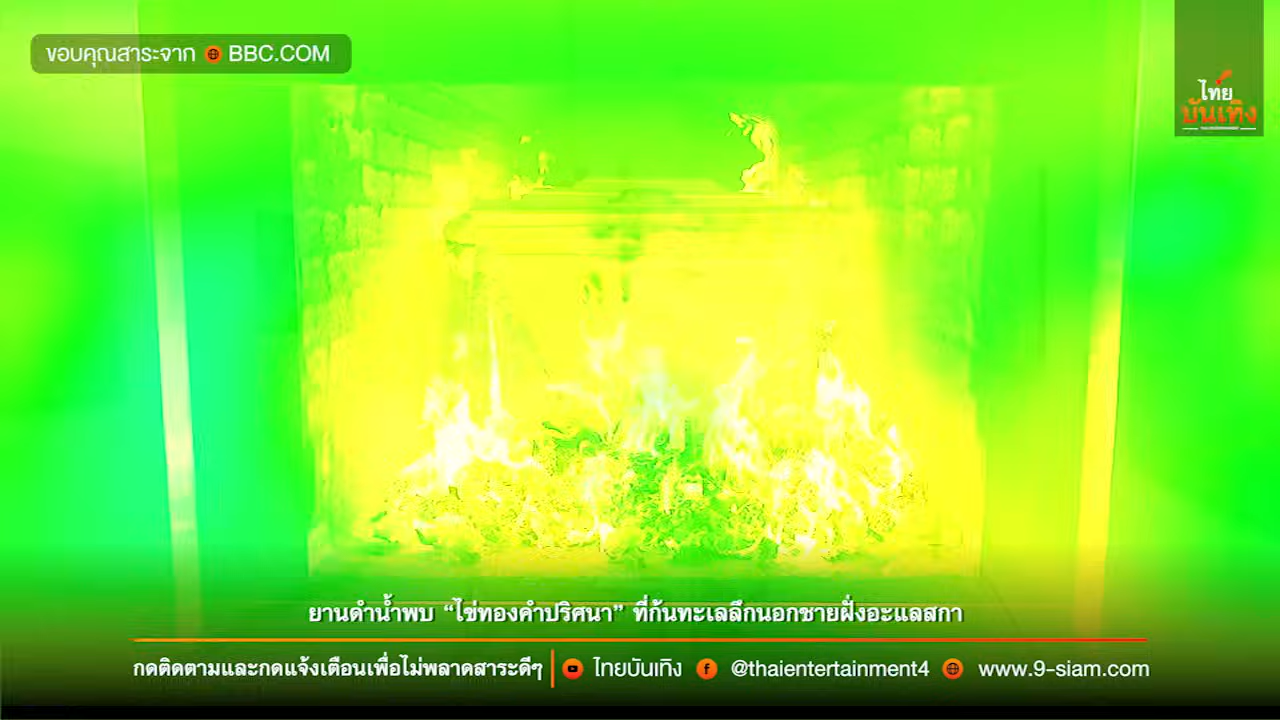 ขอบคุณสาระจาก BBC.COM
ไทย
บันเทิง
ยานดำน้ำพบ “ไข่ทองคำปริศนา” ที่ก้นทะเลลึกนอกชายฝั่งอะแลสกา
กดติดตามและกดแจ้งเตือนเพื่อไม่พลาดสาระดีๆ ไทยบันเทิง @thaientertainment4 www.9-siam.com